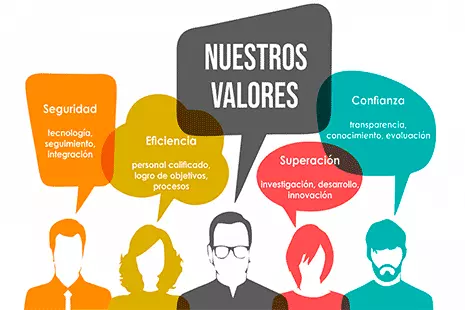 NUESTROS
VALORES
Seguridad
tecnología,
seguimiento,
integración
Eficiencia
personal calificado,
logro de objetivos,
procesos
Superación
investigación, desarrollo,
innovación
Confianza
transparencia,
conocimiento, evaluación